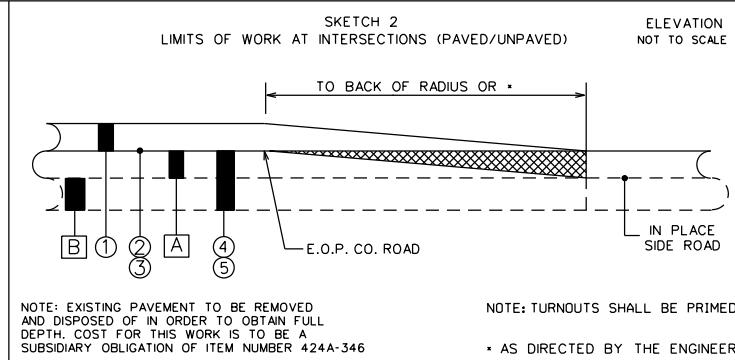 SKETCH 2
LIMITS OF WORK AT INTERSECTIONS (PAVED/UNPAVED)
ELEVATION
NOT TO SCALE
TO BACK OF RADIUS OR *
B
1
2
3
A
4
5
E.O.P. CO. ROAD
IN PLACE
SIDE ROAD
NOTE: EXISTING PAVEMENT TO BE REMOVED
AND DISPOSED OF IN ORDER TO OBTAIN FULL
DEPTH. COST FOR THIS WORK IS TO BE A
SUBSIDIARY OBLIGATION OF ITEM NUMBER 424A-346
NOTE: TURNOUTS SHALL BE PRIMED
* AS DIRECTED BY THE ENGINEER